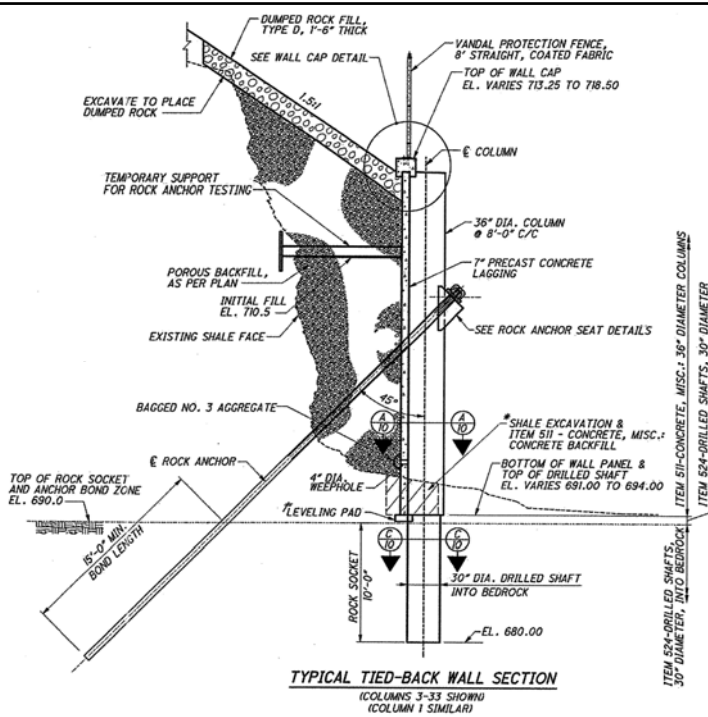 DUMPED ROCK FILL,
TYPE D, 1'-6" THICK
SEE WALL CAP DETAIL
VANDAL PROTECTION FENCE,
8' STRAIGHT, COATED FABRIC
TOP OF WALL CAP
EL. VARIES 713.25 TO 718.50
EXCAVATE TO PLACE
DUMPED ROCK
1.5:1
℄ COLUMN
TEMPORARY SUPPORT
FOR ROCK ANCHOR TESTING
36" DIA. COLUMN
@ 8'-0" C/C
POROUS BACKFILL,
AS PER PLAN
7" PRECAST CONCRETE
LAGGING
INITIAL FILL
EL. 710.5
EXISTING SHALE FACE
SEE ROCK ANCHOR SEAT DETAILS
45°
BAGGED NO. 3 AGGREGATE
A
10
A
10
*
SHALE EXCAVATION &
ITEM 511 - CONCRETE, MISC.:
CONCRETE BACKFILL
℄ ROCK ANCHOR
TOP OF ROCK SOCKET
AND ANCHOR BOND ZONE
EL. 690.0
4" DIA.
WEEPHOLE
BOTTOM OF WALL PANEL &
TOP OF DRILLED SHAFT
EL. VARIES 691.00 TO 694.00
*LEVELING PAD
15'-0" MIN.
BOND LENGTH
C
10
C
10
ROCK SOCKET
10'-0"
30" DIA. DRILLED SHAFT
INTO BEDROCK
EL. 680.00
ITEM 511-CONCRETE, MISC.: 36" DIAMETER COLUMNS
ITEM 524-DRILLED SHAFTS, 30" DIAMETER
ITEM 524-DRILLED SHAFTS,
30" DIAMETER, INTO BEDROCK
TYPICAL TIED-BACK WALL SECTION
(COLUMNS 3-33 SHOWN)
(COLUMN 1 SIMILAR)